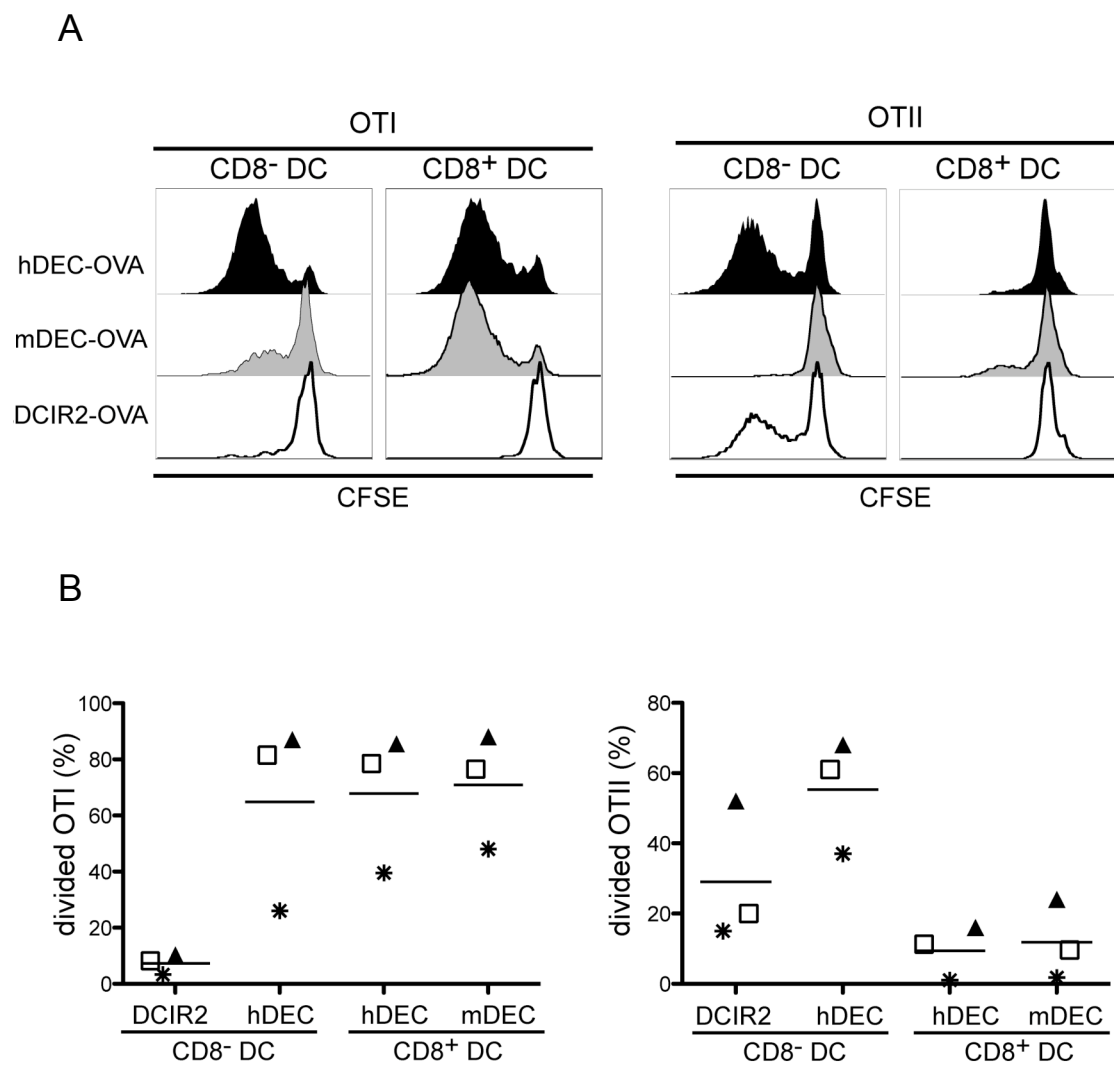 A
OTI
OTII
CD8- DC
CD8+ DC
CD8- DC
CD8+ DC
hDEC-OVA
mDEC-OVA
DCIR2-OVA
CFSE
CFSE
B
divided OTI (%)
100
80
60
40
20
0
DCIR2
hDEC
hDEC
mDEC
CD8- DC
CD8+ DC
divided OTII (%)
80
60
40
20
0
DCIR2
hDEC
hDEC
mDEC
CD8- DC
CD8+ DC